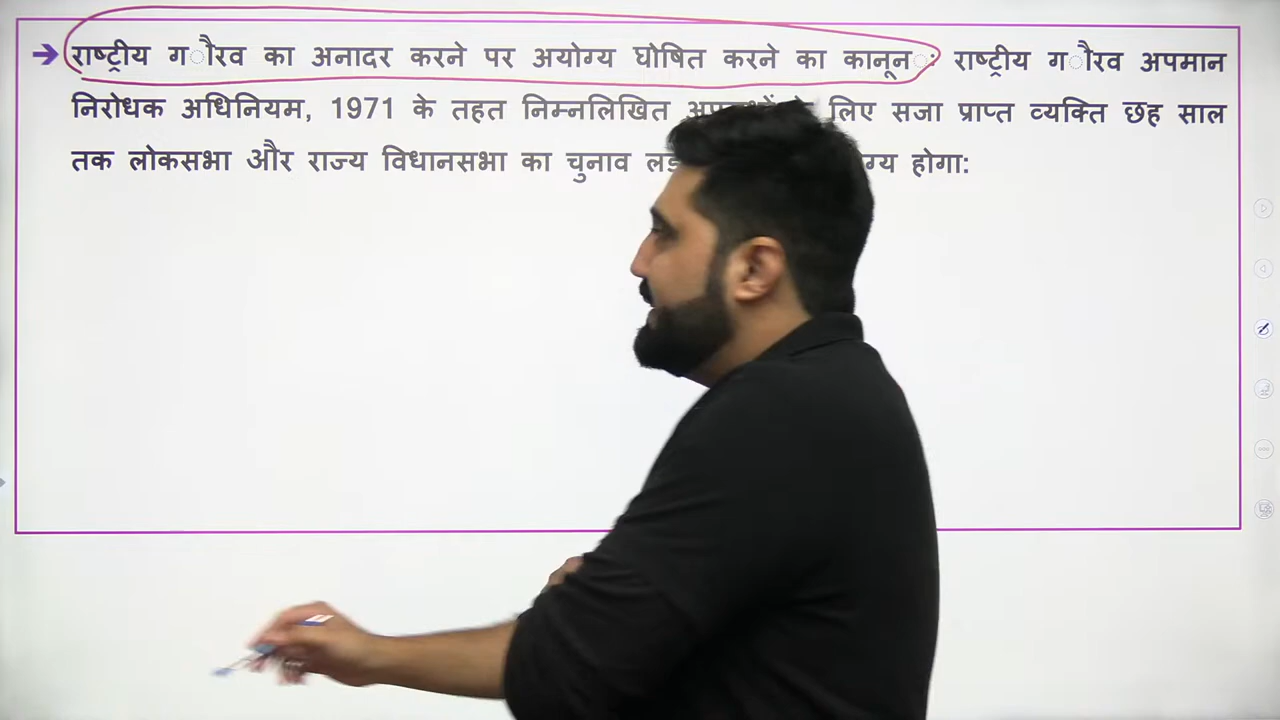 राष्ट्रीय गौरव का अनादर करने पर अयोग्य घोषित करने का कानून: राष्ट्रीय गौरव अपमान
निरोधक अधिनियम, 1971 के तहत निम्नलिखित लिए सजा प्राप्त व्यक्ति छह साल
तक लोकसभा और राज्य विधानसभा का चुनाव होगा: